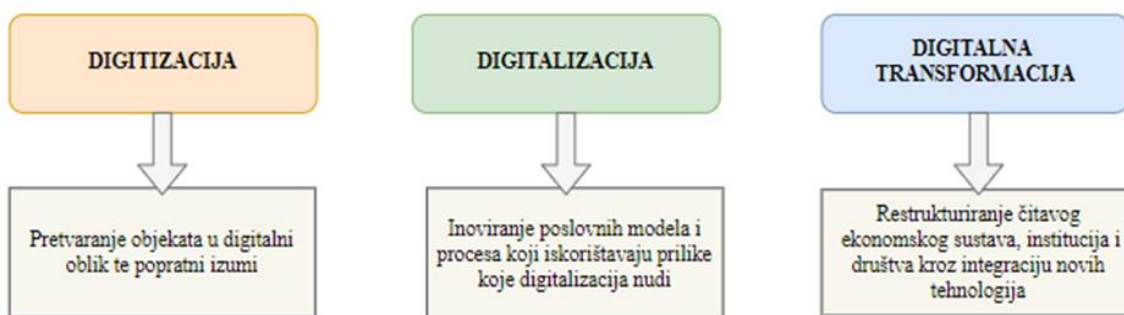 DIGITIZACIJA
Pretvaranje objekata u digitalni
oblik te popratni izumi
DIGITALIZACIJA
Inoviranje poslovnih modela i
procesa koji iskorištavaju prilike
koje digitalizacija nudi
DIGITALNA
TRANSFORMACIJA
Restrukturiranje čitavog
ekonomskog sustava, institucija i
društva kroz integraciju novih
tehnologija